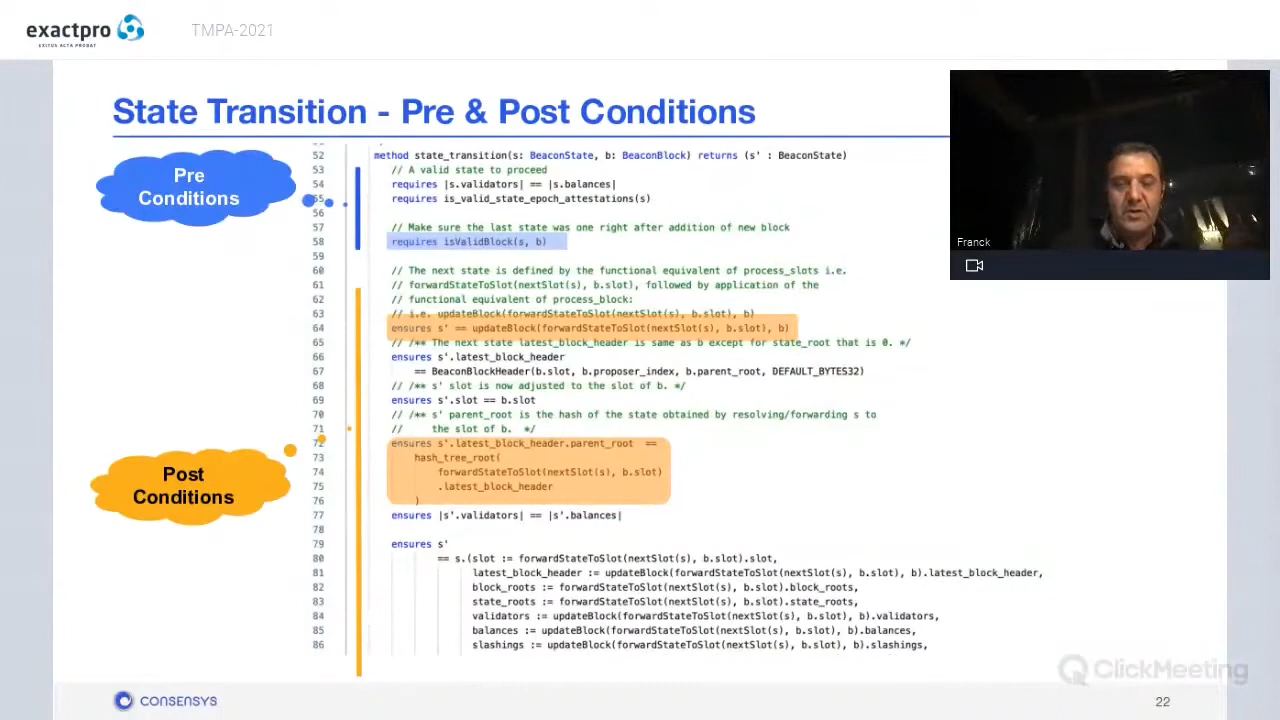 exactpro
EXITUS ACTA PROBAT
TMPA-2021
State Transition - Pre & Post Conditions
Pre
Conditions
Post
Conditions
52 method state_transition(s: BeaconState, b: BeaconBlock) returns (s' : BeaconState)
53 // A valid state to proceed
54 requires |s.validators| == |s.balances|
55 requires is_valid_state_epoch_attestations(s)
56
57 // Make sure the last state was one right after addition of new block
58 requires isValidBlock(s, b)
59
60 // The next state is defined by the functional equivalent of process_slots i.e.
61 // forwardStateToSlot(nextSlot(s), b.slot), followed by application of the
62 // functional equivalent of process_block:
63 // i.e. updateBlock(forwardStateToSlot(nextSlot(s), b.slot), b)
64 ensures s' == updateBlock(forwardStateToSlot(nextSlot(s), b.slot), b)
65 // /** The next state latest_block_header is same as b except for state_root that is 0. */
66 ensures s'.latest_block_header
67 == BeaconBlockHeader(b.slot, b.proposer_index, b.parent_root, DEFAULT_BYTES32)
68 // /** s' slot is now adjusted to the slot of b. */
69 ensures s'.slot == b.slot
70 // /** s' parent_root is the hash of the state obtained by resolving/forwarding s to
71 // the slot of b. */
72 ensures s'.latest_block_header.parent_root ==
73 hash_tree_root(
74 forwardStateToSlot(nextSlot(s), b.slot)
75 .latest_block_header
76 )
77 ensures |s'.validators| == |s'.balances|
78
79 ensures s'
80 == s.(slot := forwardStateToSlot(nextSlot(s), b.slot).slot,
81 latest_block_header := updateBlock(forwardStateToSlot(nextSlot(s), b.slot), b).latest_block_header,
82 block_roots := forwardStateToSlot(nextSlot(s), b.slot).block_roots,
83 state_roots := forwardStateToSlot(nextSlot(s), b.slot).state_roots,
84 validators := updateBlock(forwardStateToSlot(nextSlot(s), b.slot), b).validators,
85 balances := updateBlock(forwardStateToSlot(nextSlot(s), b.slot), b).balances,
86 slashings := updateBlock(forwardStateToSlot(nextSlot(s), b.slot), b).slashings,
Franck
ClickMeeting
CONSENSYS
22